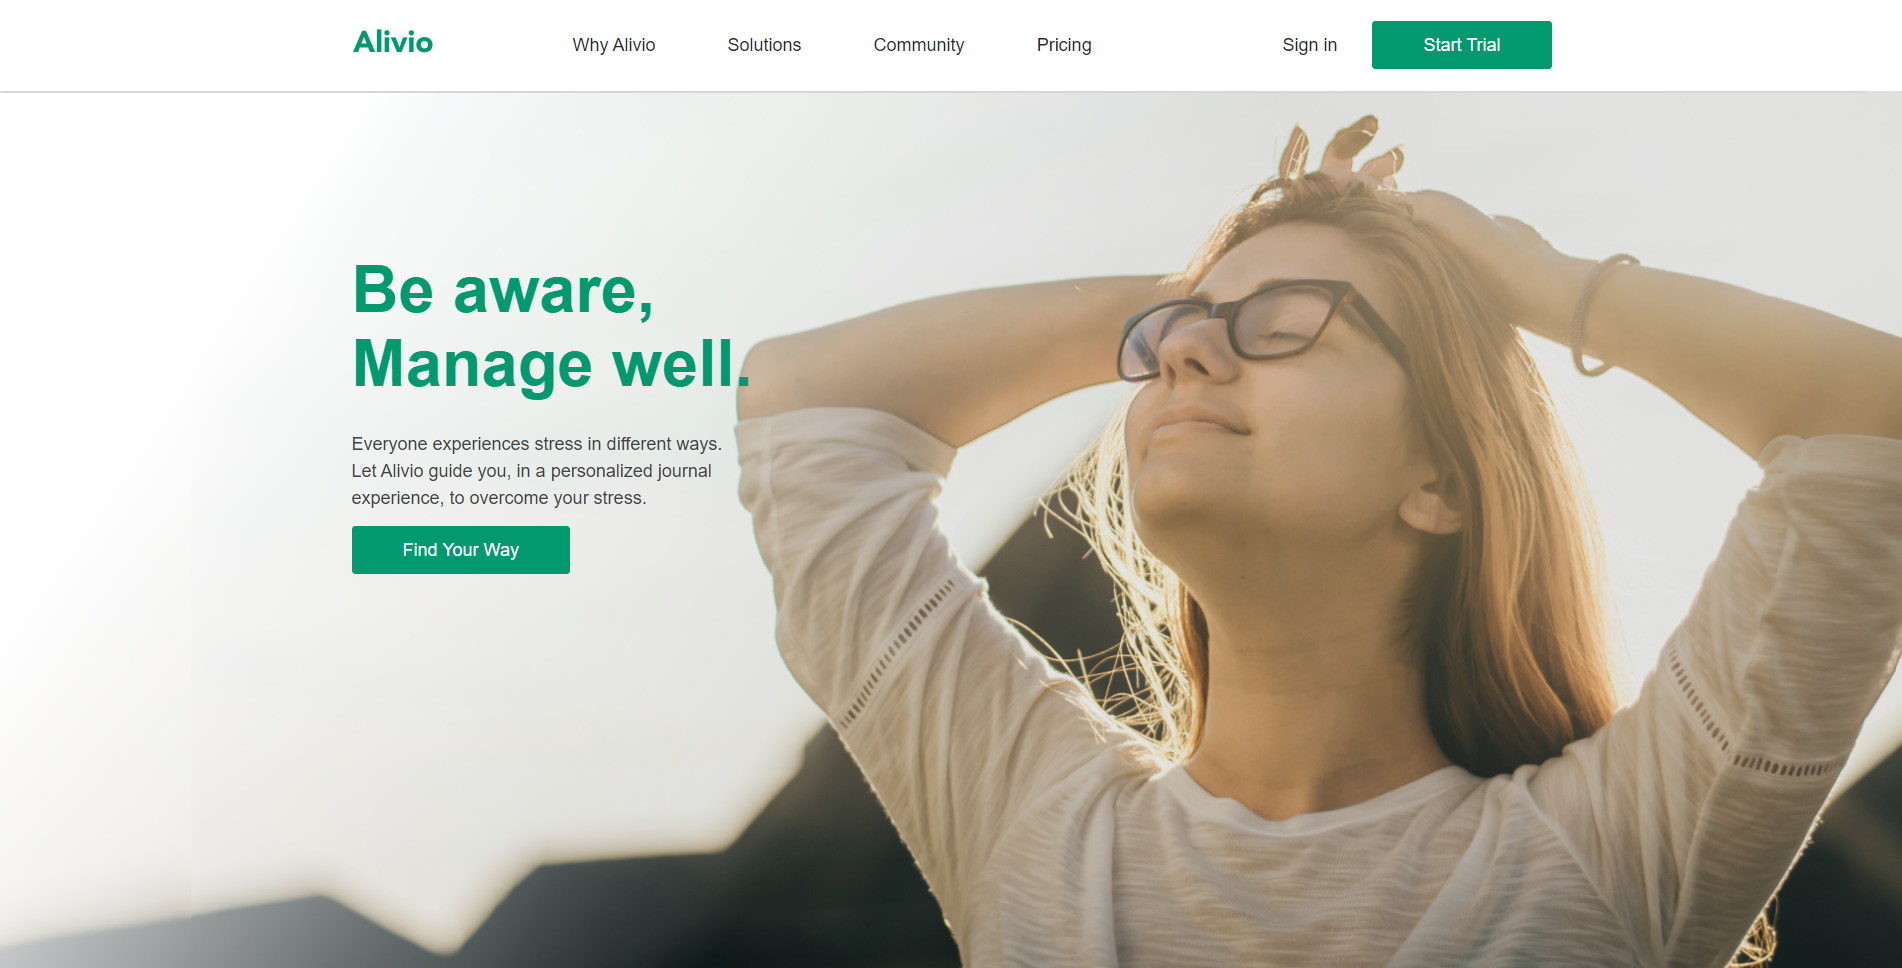 Alivio
Why Alivio
Solutions
Community
Pricing
Sign in
Start Trial
Be aware,
Manage well.
Everyone experiences stress in different ways.
Let Alivio guide you, in a personalized journal
experience, to overcome your stress.
Find Your Way